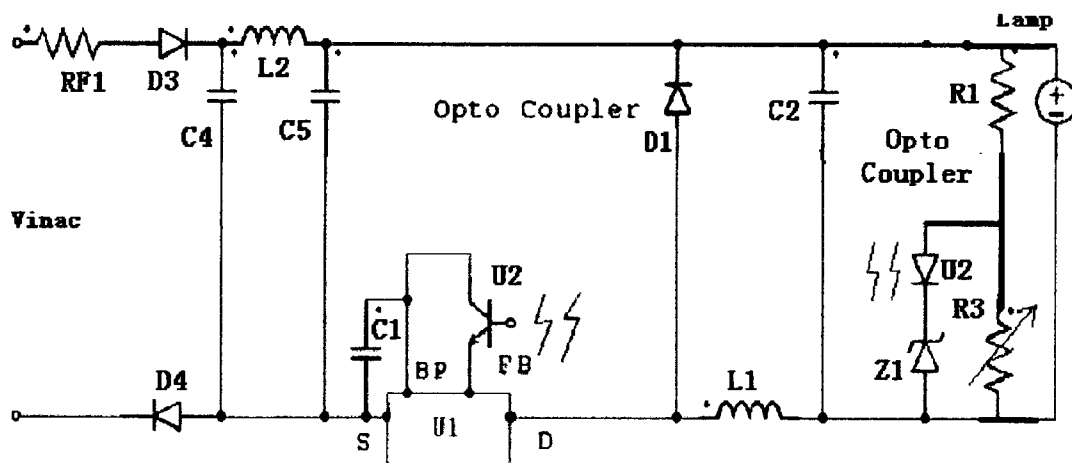 Lamp
RF1
D3
L2
C4
C5
Opto Coupler
D1
C2
R1
+
−
Opto
Coupler
Vinac
U2
U2
C1
BP
FB
R3
Z1
D4
L1
S
U1
D